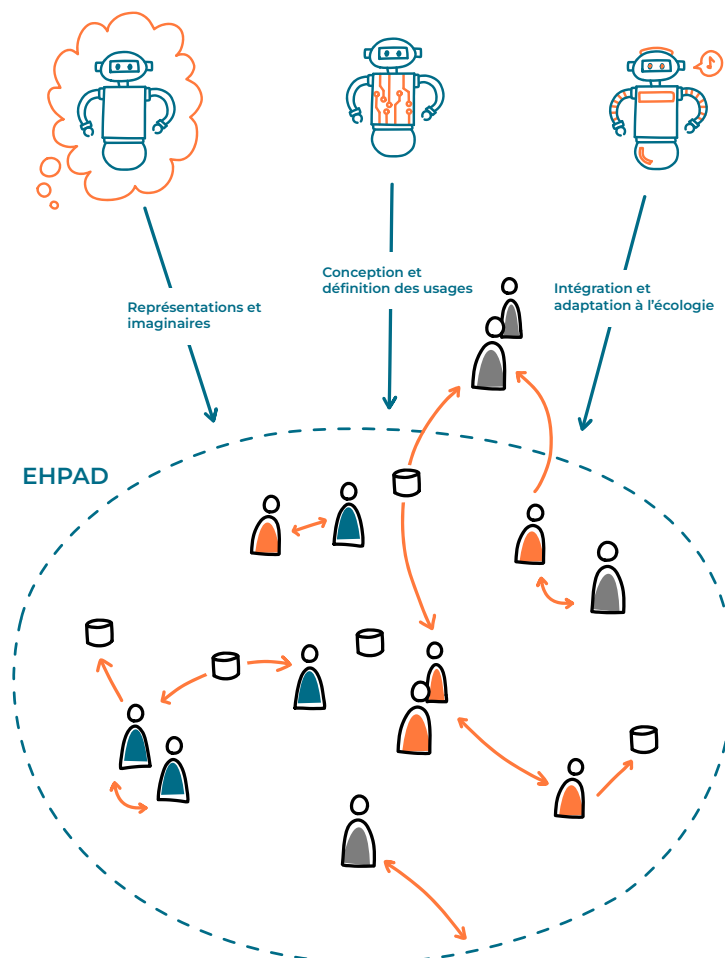 Représentations et
imaginaires
Conception et
définition des usages
Intégration et
adaptation à l'écologie
EHPAD